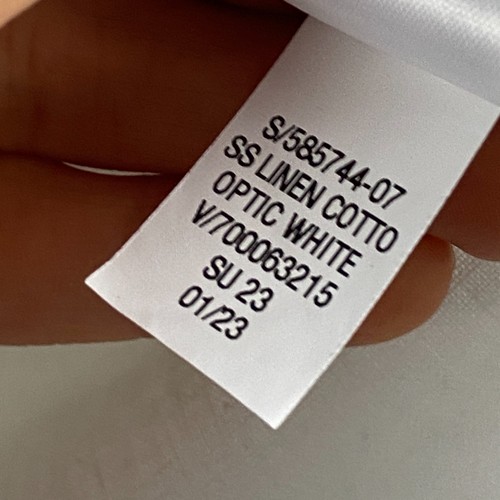 S/585744-07
SS LINEN COTTO
OPTIC WHITE
V/700063215
SU 23
01/23